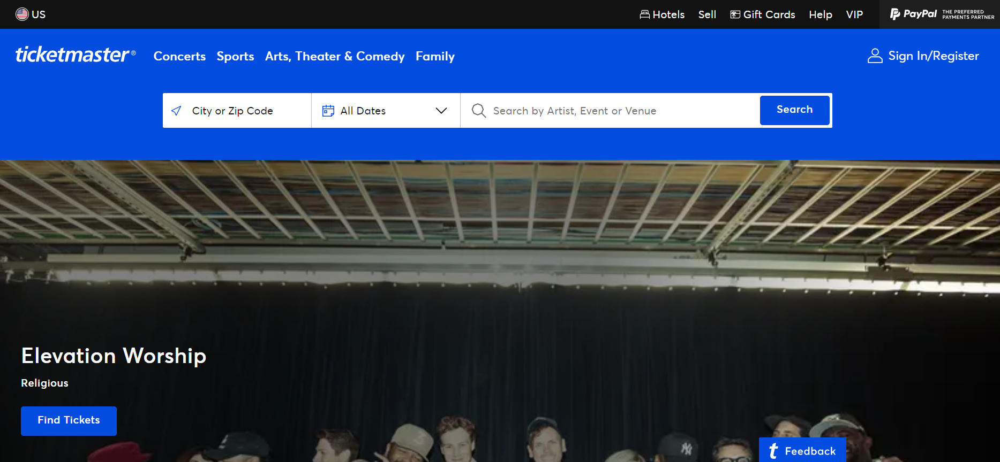 US
Hotels
Sell
Gift Cards
Help
VIP
PayPal
THE PREFERRED
PAYMENTS PARTNER
ticketmaster®
Concerts
Sports
Arts, Theater & Comedy
Family
Sign In/Register
City or Zip Code
All Dates
Search by Artist, Event or Venue
Search
Elevation Worship
Religious
Find Tickets
t Feedback